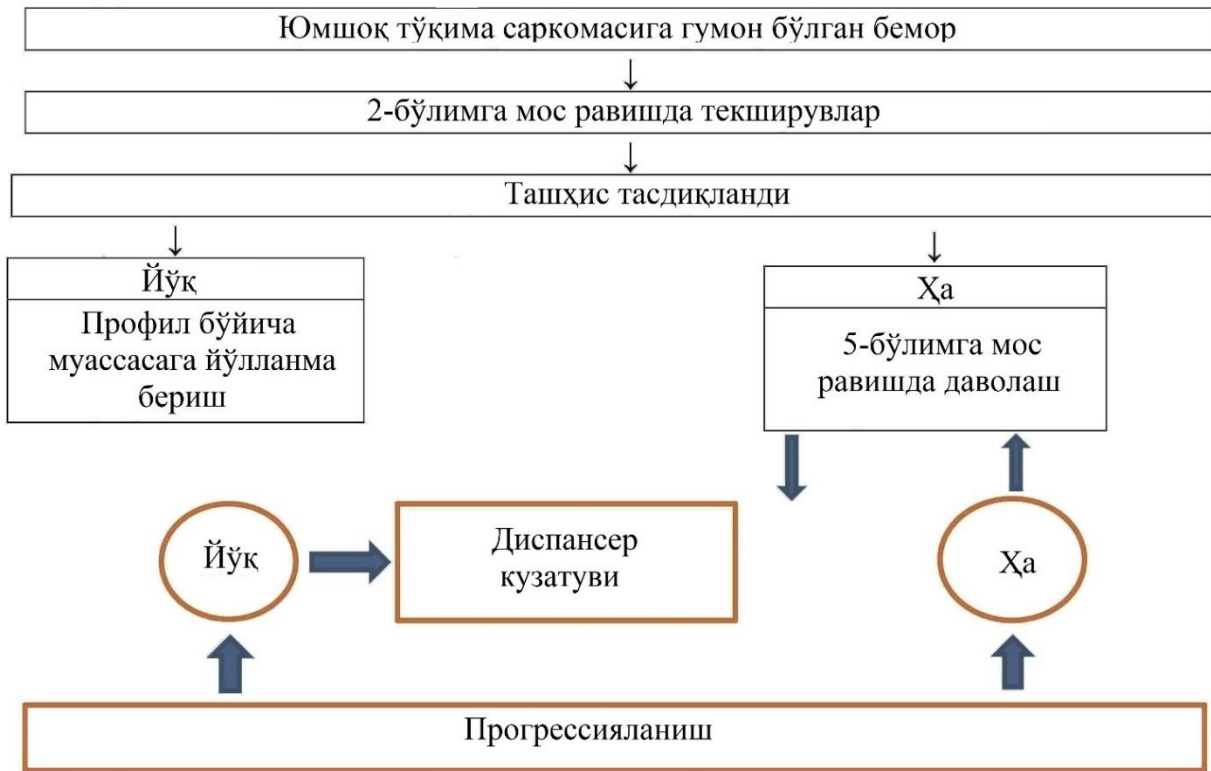 Юмшоқ тўқима саркомасига гумон бўлган бемор
2-бўлимга мос равишда текширувлар
Ташҳис тасдиқланди
Йўқ
Профил бўйича
муассасага йўлланма
бериш
Ҳа
5-бўлимга мос
равишда даволаш
Йўқ
Диспансер
кузатуви
Ҳа
Прогрессияланиш